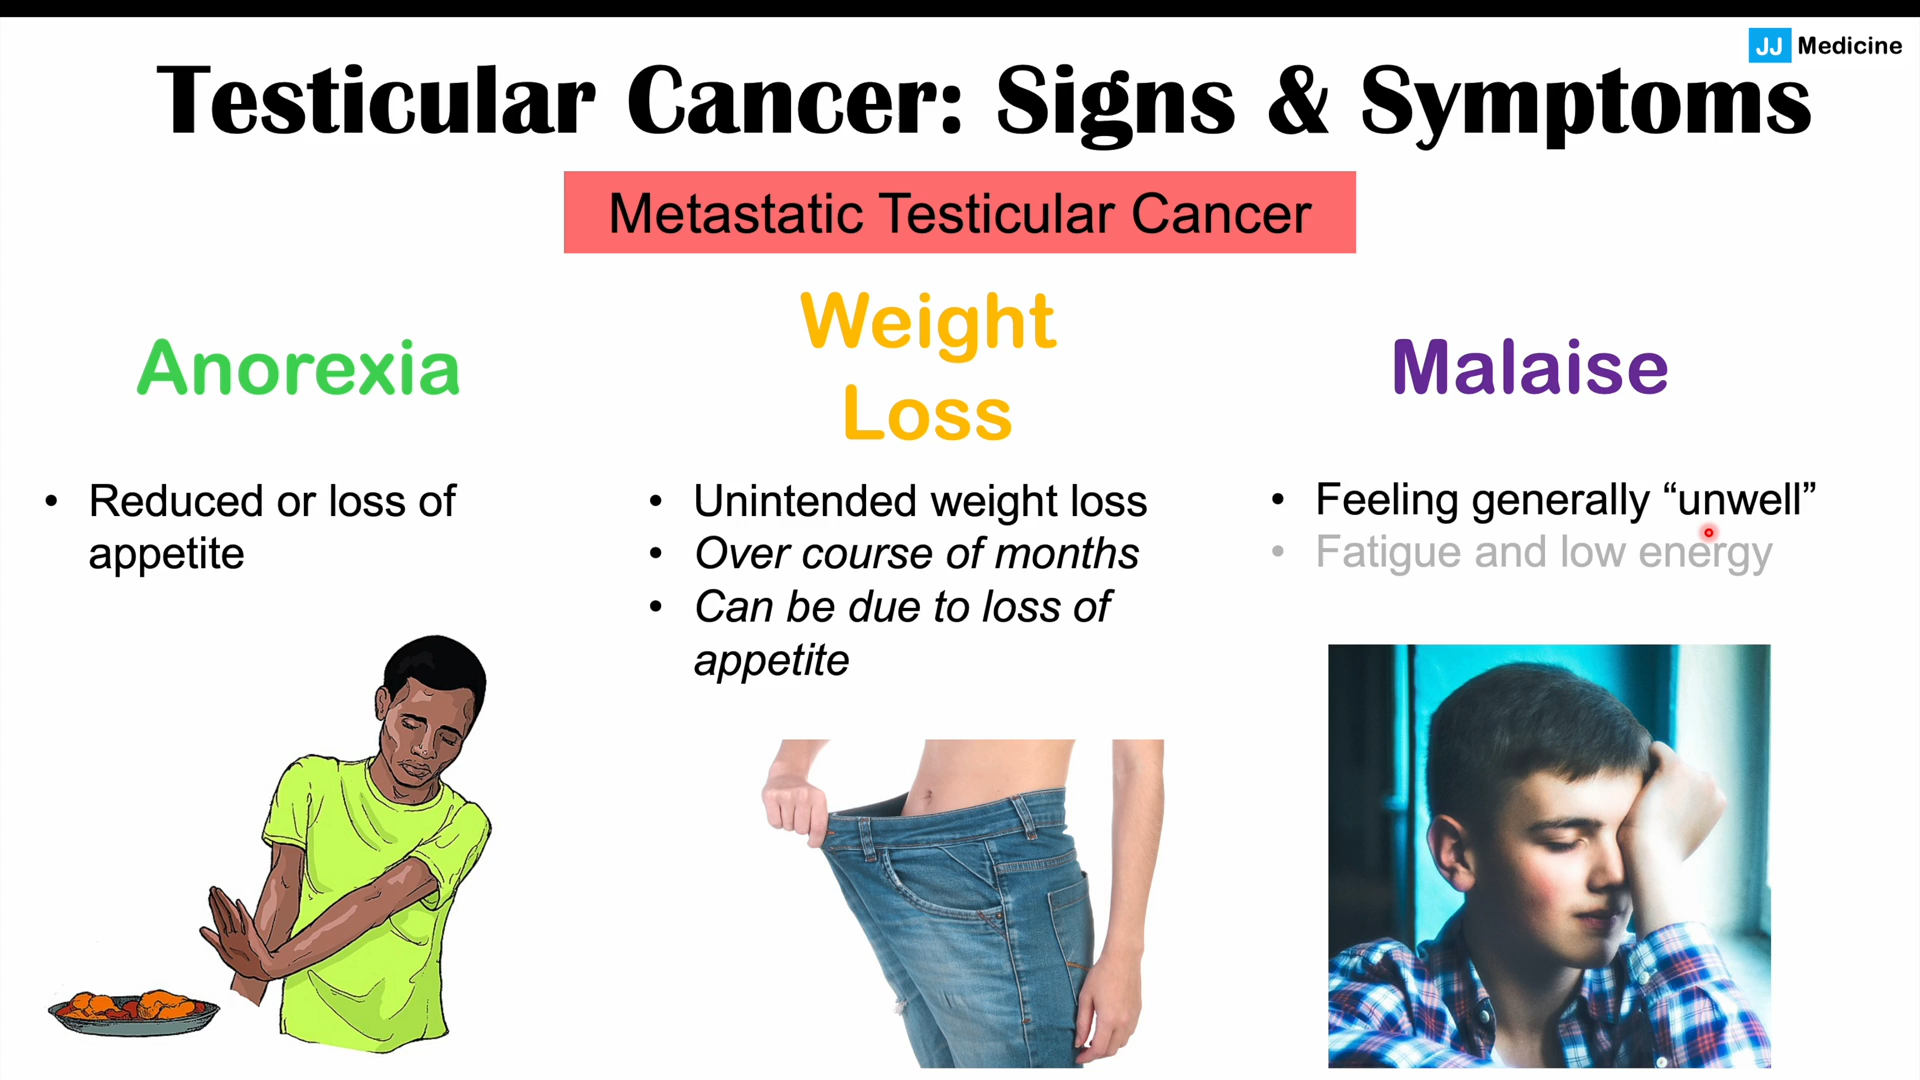 JJ Medicine
Testicular Cancer: Signs & Symptoms
Metastatic Testicular Cancer
Anorexia
• Reduced or loss of
appetite
Weight
Loss
• Unintended weight loss
• Over course of months
• Can be due to loss of
appetite
Malaise
• Feeling generally “unwell”
• Fatigue and low energy